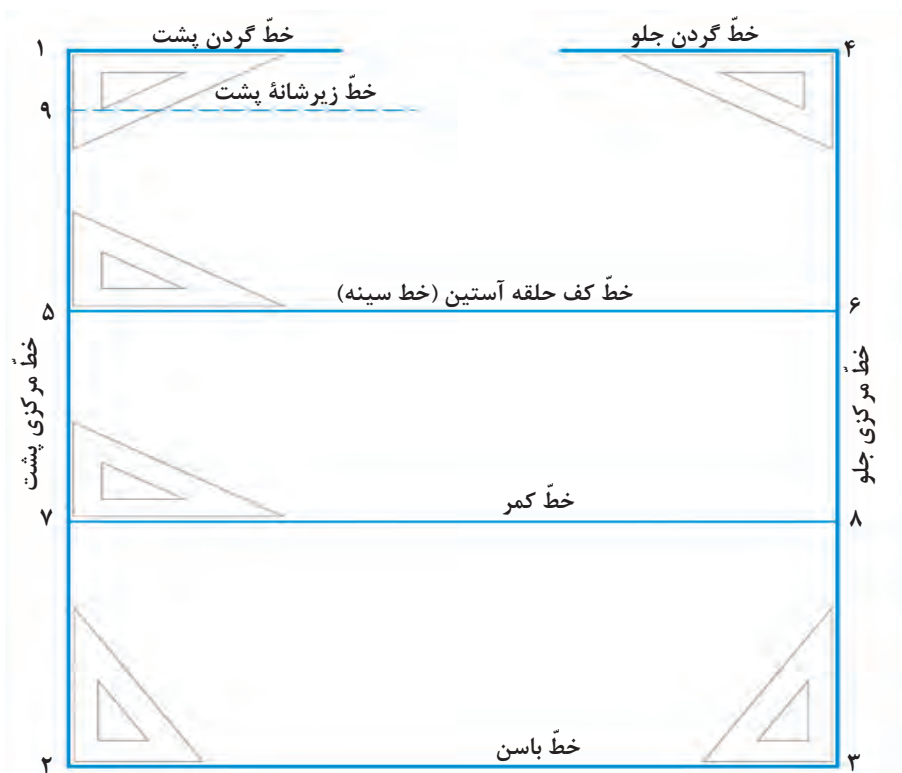 خطّ گردن پشت
خطّ گردن جلو
۱
۴
۹
خطّ زیرشانهٔ پشت
خطّ کف حلقه آستین (خط سینه)
۵
۶
خطّ مرکزی پشت
خطّ مرکزی جلو
خطّ کمر
۷
۸
خطّ باسن
۲
۳